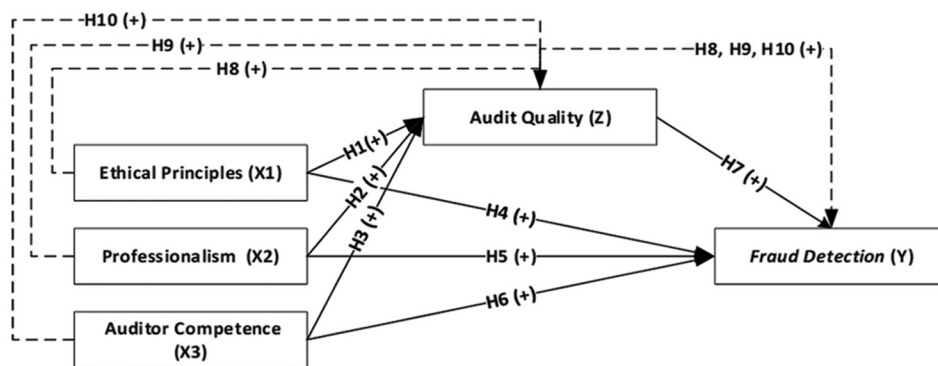 H10 (+)
H9 (+)
H8 (+)
H8, H9, H10 (+)
Audit Quality (Z)
H1(+)
H7 (+)
Ethical Principles (X1)
H2 (+)
H4 (+)
H3 (+)
Professionalism (X2)
H5 (+)
Fraud Detection (Y)
H6 (+)
Auditor Competence
(X3)